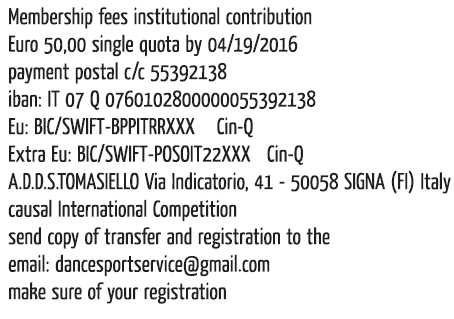 Membership fees institutional contribution
Euro 50,00 single quota by 04/19/2016
payment postal c/c 55392138
iban: IT 07 Q 0760102800000055392138
Eu: BIC/SWIFT-BPPITRRXXX Cin-Q
Extra Eu: BIC/SWIFT-POSOIT22XXX Cin-Q
A.D.D.S.TOMASIELLO Via Indicatorio, 41 - 50058 SIGNA (FI) Italy
causal International Competition
send copy of transfer and registration to the
email: dancesportservice@gmail.com
make sure of your registration